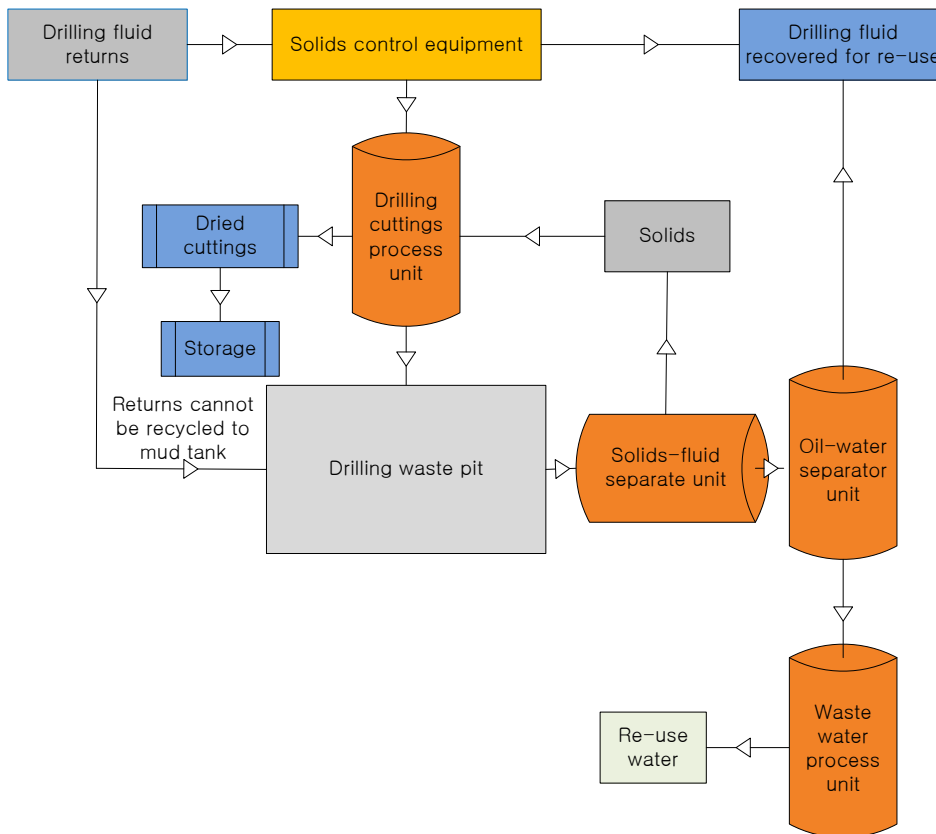 Drilling fluid
returns
Solids control equipment
Drilling fluid
recovered for re-use
Drilling
cuttings
process
unit
Dried
cuttings
Solids
Storage
Returns cannot
be recycled to
mud tank
Drilling waste pit
Solids-fluid
separate unit
Oil-water
separator
unit
Waste
water
process
unit
Re-use
water